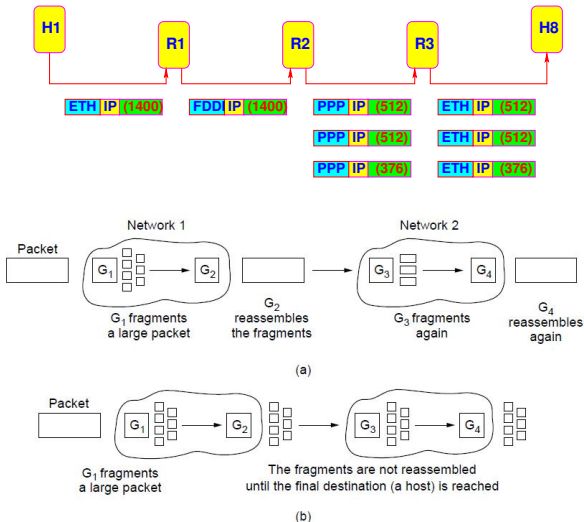 H1 R1 R2 R3 H8
ETH IP (1400) FDDI IP (1400) PPP IP (512) ETH IP (512)
PPP IP (512) ETH IP (512)
PPP IP (376) ETH IP (376)
Network 1 Network 2
Packet
G1 G2 G3 G4
G1 fragments
a large packet
G2
reassembles
the fragments
G3 fragments
again
G4
reassembles
again
(a)
Packet
G1 G2 G3 G4
G1 fragments
a large packet
The fragments are not reassembled
until the final destination (a host) is reached
(b)